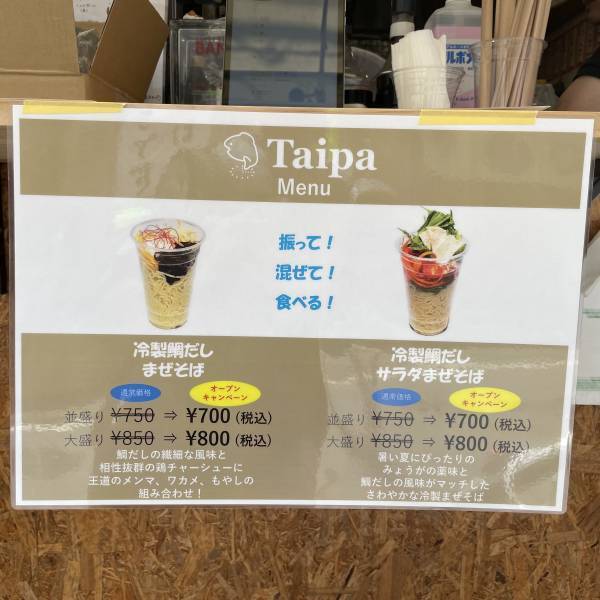 BAN
ルボメ
Taipa
Menu
振って！
混ぜて！
食べる！
冷製鯛だし
まぜそば
通常価格
オープン
キャンペーン
並盛り ¥750 ⇒ ¥700 (税込)
大盛り ¥850 ⇒ ¥800 (税込)
鯛だしの繊細な風味と
相性抜群の鶏チャーシューに
王道のメンマ、ワカメ、もやしの
組み合わせ！
冷製鯛だし
サラダまぜそば
通常価格
オープン
キャンペーン
並盛り ¥750 ⇒ ¥700 (税込)
大盛り ¥850 ⇒ ¥800 (税込)
暑い夏にぴったりの
みょうがの薬味と
鯛だしの風味がマッチした
さわやかな冷製まぜそば